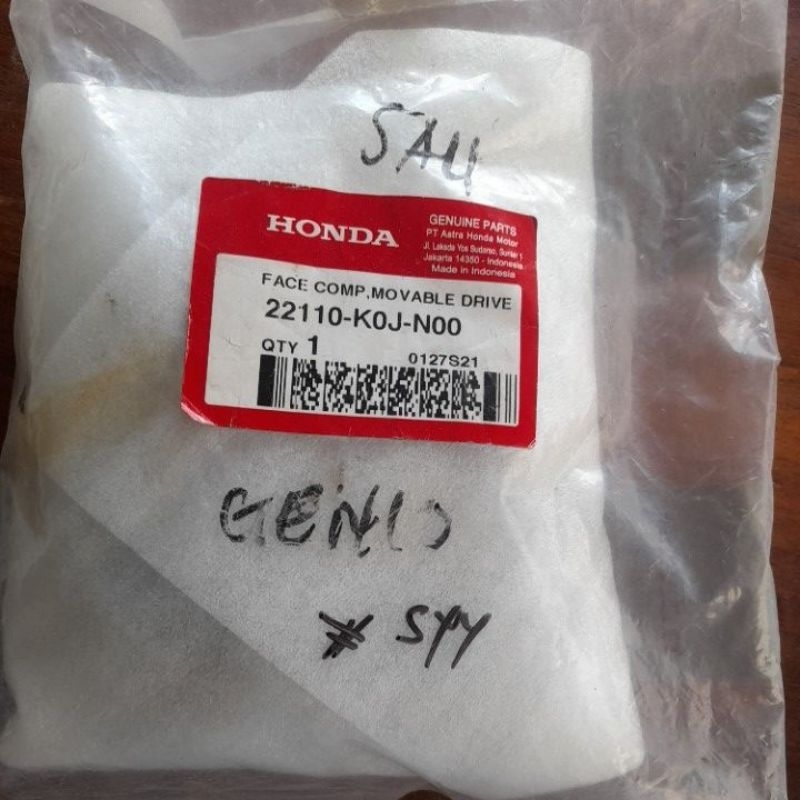 SAU
HONDA
GENUINE PARTS
PT Astra Honda Motor
Jl. Laksda Yos Sudarso, Sunter 1
Jakarta 14350 - Indonesia
Made in Indonesia
FACE COMP,MOVABLE DRIVE
22110-K0J-N00
QTY 1
0127S21
GENIO
SYY